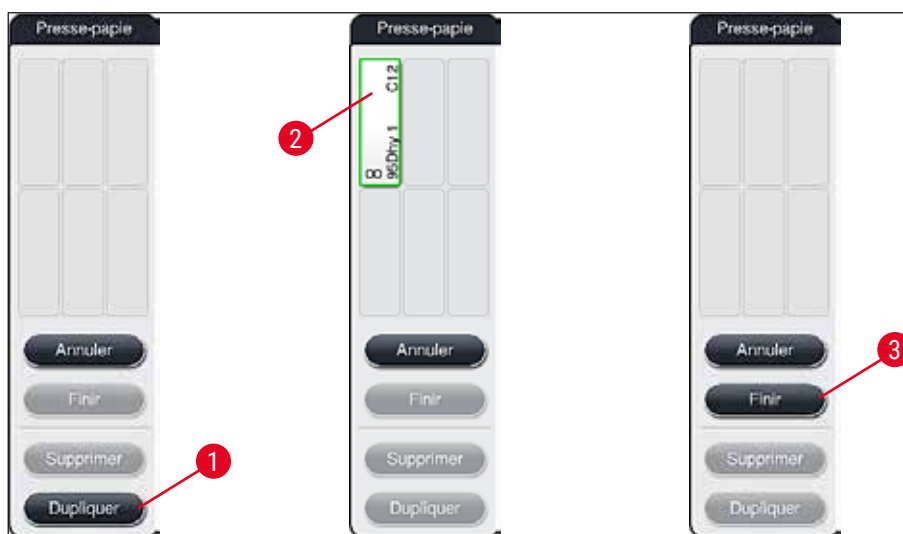 Presse-papie
Annuler
Finir
Supprimer
Dupliquer
1
Presse-papie
C12
95Dhy 1
∞
2
Annuler
Finir
Supprimer
Dupliquer
Presse-papie
Annuler
Finir
3
Supprimer
Dupliquer